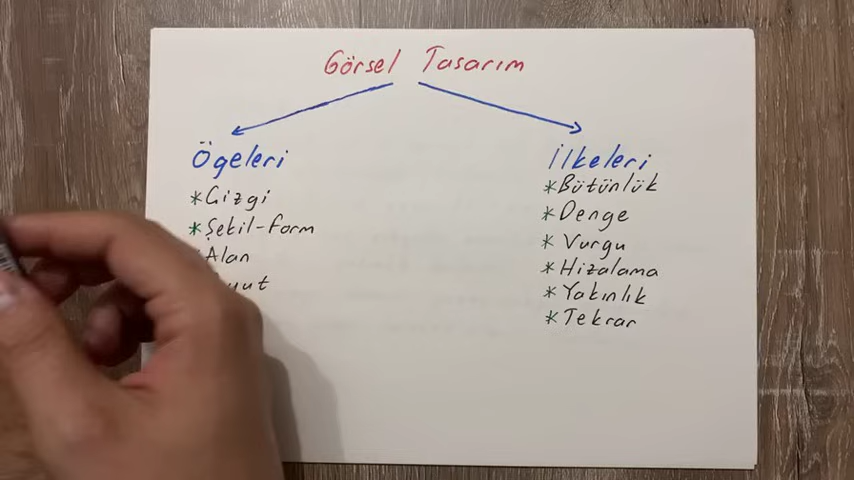 Görsel Tasarım
Ögeleri
*Çizgi
*Şekil-form
*Alan
İlkeleri
*Bütünlük
*Denge
*Vurgu
*Hizalama
*Yakınlık
*Tekrar